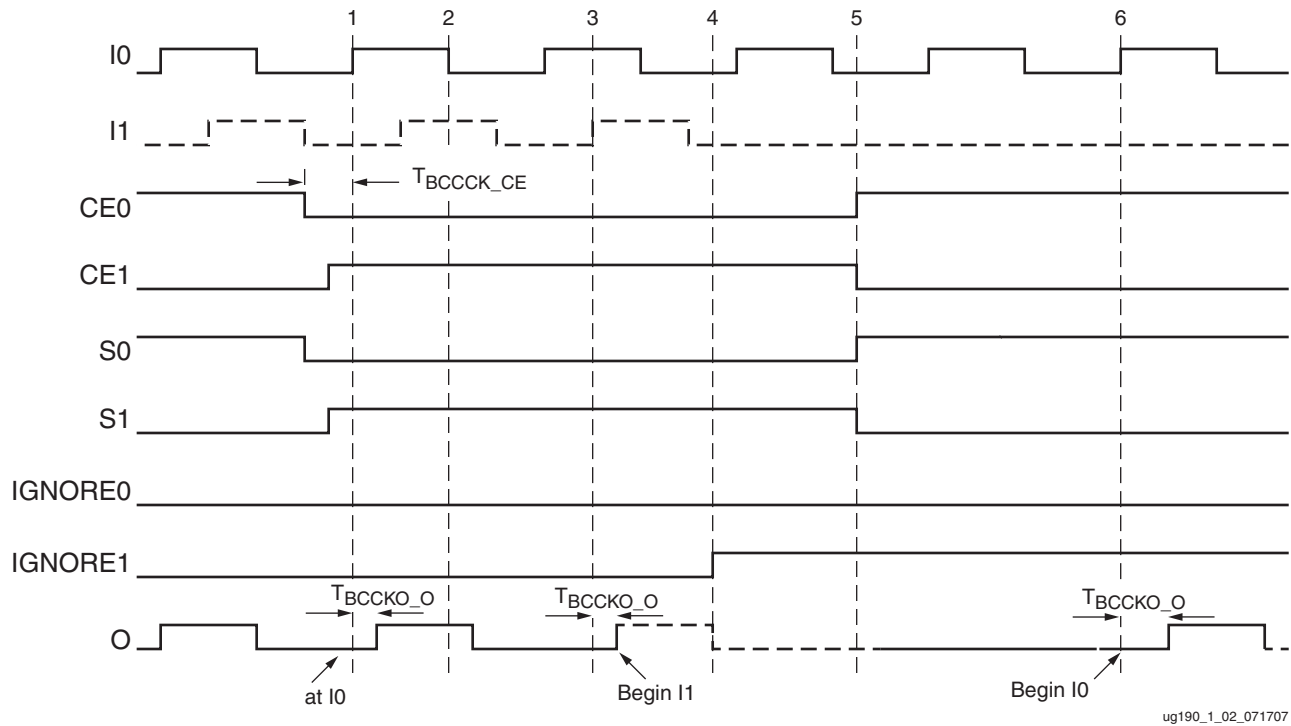 1 2 3 4 5 6
I0
I1
T_BCCCK_CE
CE0
CE1
S0
S1
IGNORE0
IGNORE1
T_BCCKO_O T_BCCKO_O T_BCCKO_O
O
at I0 Begin I1 Begin I0
ug190_1_02_071707